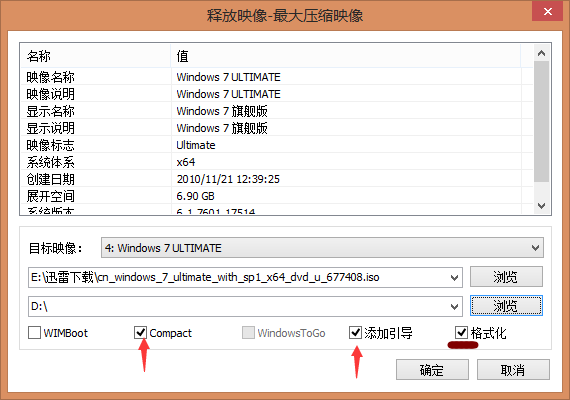 释放映像-最大压缩映像
名称 值
映像名称 Windows 7 ULTIMATE
映像说明 Windows 7 ULTIMATE
显示名称 Windows 7 旗舰版
显示说明 Windows 7 旗舰版
映像标志 Ultimate
系统体系 x64
创建日期 2010/11/21 12:39:25
展开空间 6.90 GB
系统版本 6.1.7601.17514
目标映像： 4: Windows 7 ULTIMATE
E:\迅雷下载\cn_windows_7_ultimate_with_sp1_x64_dvd_u_677408.iso 浏览
D:\ 浏览
WIMBoot Compact WindowsToGo 添加引导 格式化
确定 取消